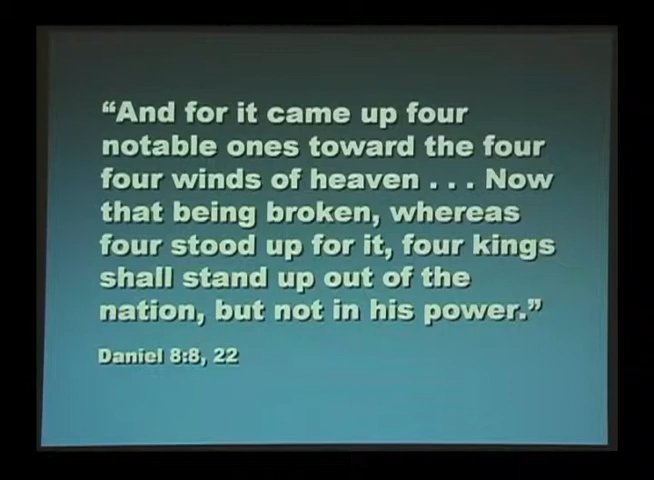 “And for it came up four
notable ones toward the four
four winds of heaven . . . Now
that being broken, whereas
four stood up for it, four kings
shall stand up out of the
nation, but not in his power.”
Daniel 8:8, 22